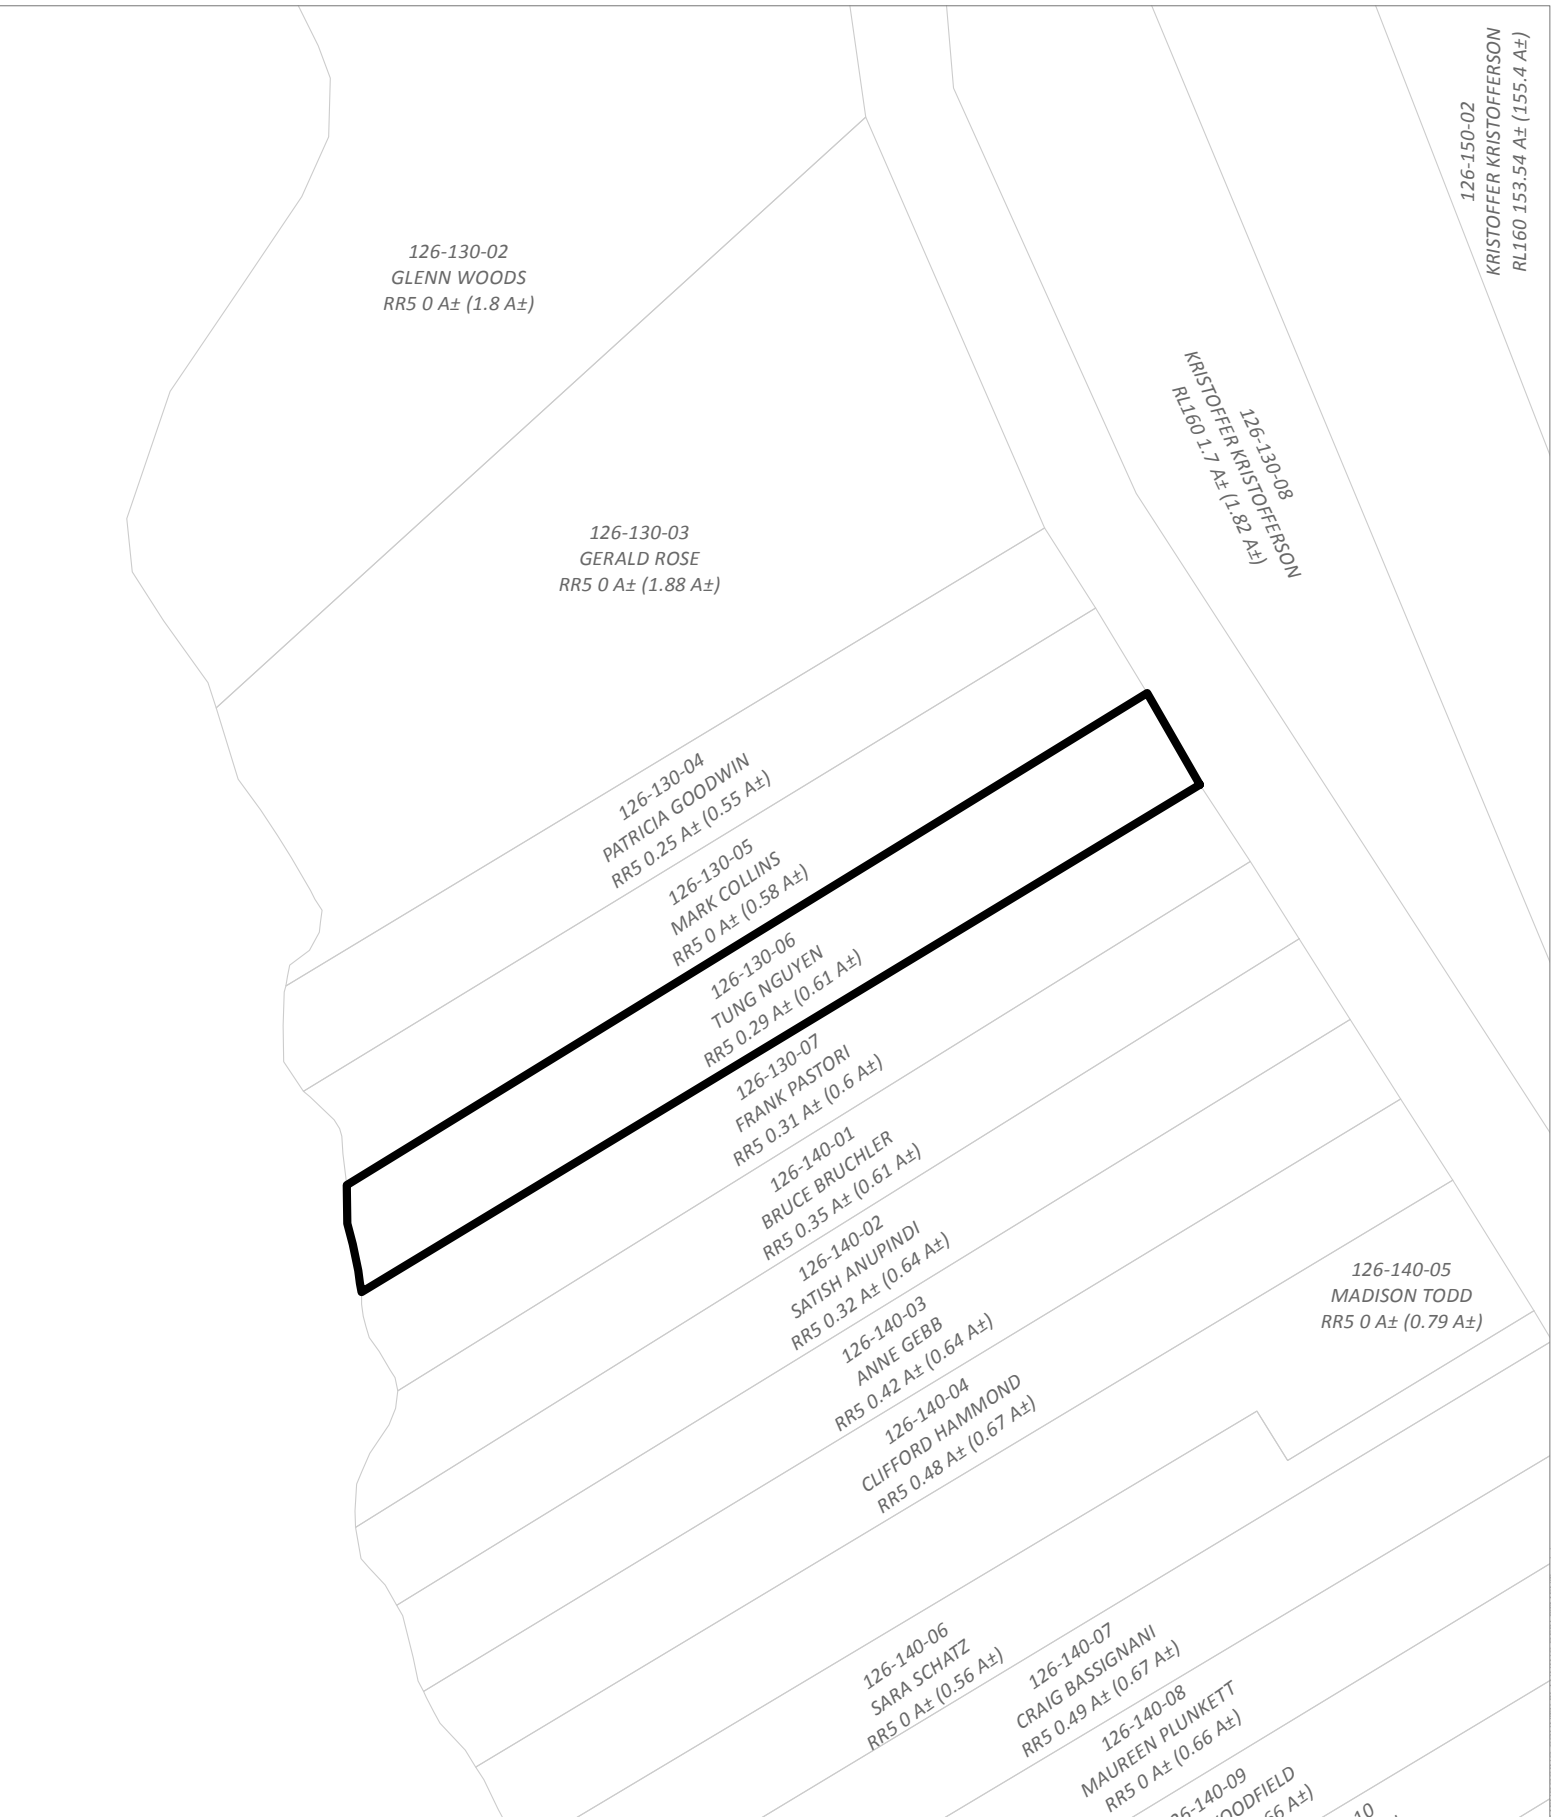 126-150-02
KRISTOFFER KRISTOFFERSON
RL160 153.54 A± (155.4 A±)
126-130-02
GLENN WOODS
RR5 0 A± (1.8 A±)
126-130-08
KRISTOFFER KRISTOFFERSON
RL160 1.7 A± (1.82 A±)
126-130-03
GERALD ROSE
RR5 0 A± (1.88 A±)
126-130-04
PATRICIA GOODWIN
RR5 0.25 A± (0.55 A±)
126-130-05
MARK COLLINS
RR5 0 A± (0.58 A±)
126-130-06
TUNG NGUYEN
RR5 0.29 A± (0.61 A±)
126-130-07
FRANK PASTORI
RR5 0.31 A± (0.6 A±)
126-140-01
BRUCE BRUCHLER
RR5 0.35 A± (0.61 A±)
126-140-02
SATISH ANUPINDI
RR5 0.32 A± (0.64 A±)
126-140-03
ANNE GEBB
RR5 0.42 A± (0.64 A±)
126-140-04
CLIFFORD HAMMOND
RR5 0.48 A± (0.67 A±)
126-140-05
MADISON TODD
RR5 0 A± (0.79 A±)
126-140-06
SARA SCHATZ
RR5 0 A± (0.56 A±)
126-140-07
CRAIG BASSIGNANI
RR5 0.49 A± (0.67 A±)
126-140-08
MAUREEN PLUNKETT
RR5 0 A± (0.66 A±)
6-140-09
OODFIELD
66 A±)
10